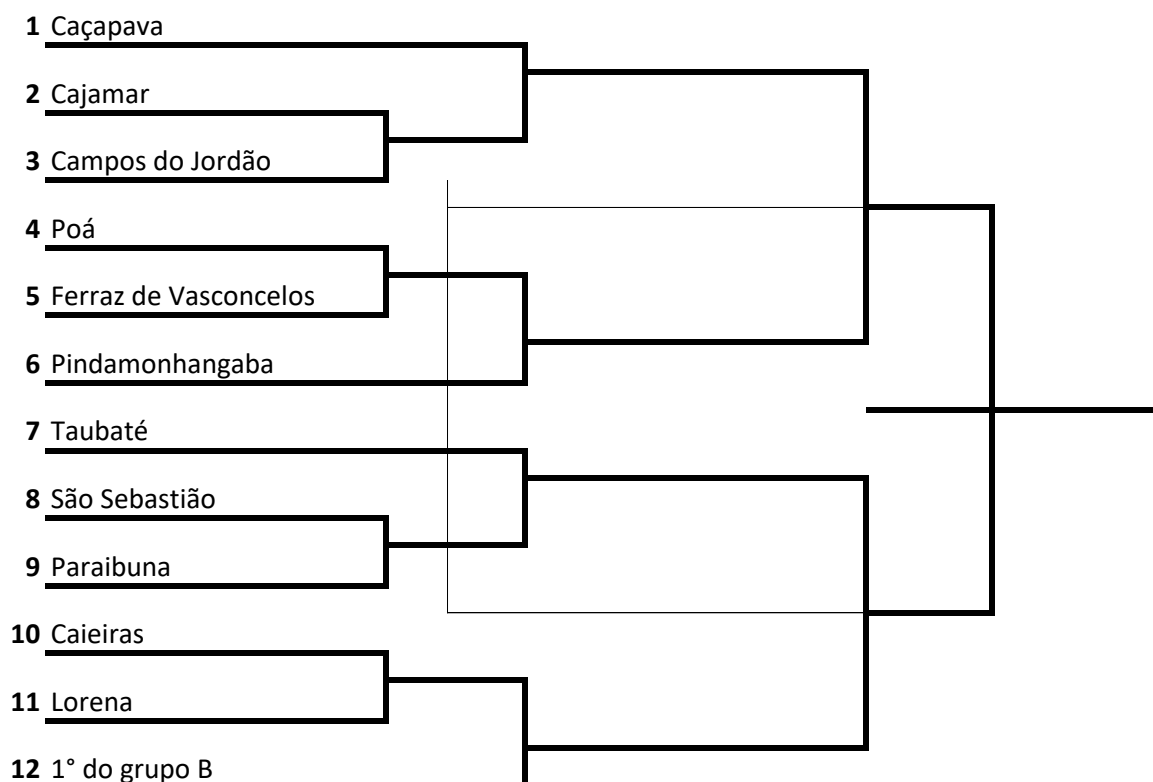 1 Caçapava
2 Cajamar
3 Campos do Jordão
4 Poá
5 Ferraz de Vasconcelos
6 Pindamonhangaba
7 Taubaté
8 São Sebastião
9 Paraibuna
10 Caieiras
11 Lorena
12 1° do grupo B